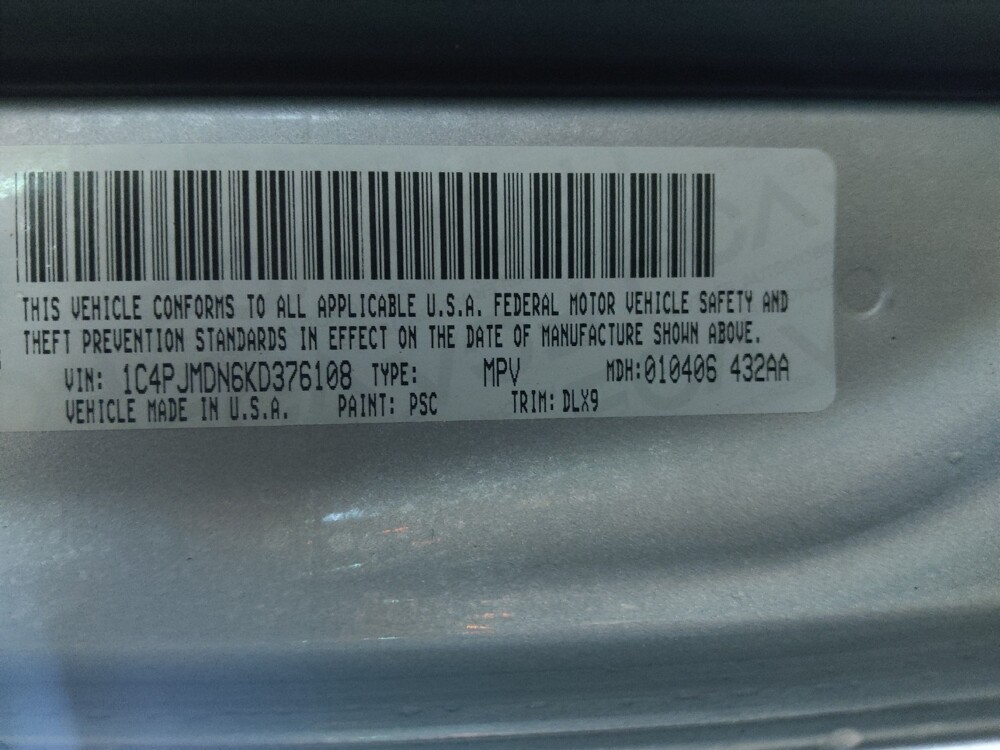 THIS VEHICLE CONFORMS TO ALL APPLICABLE U.S.A. FEDERAL MOTOR VEHICLE SAFETY AND
THEFT PREVENTION STANDARDS IN EFFECT ON THE DATE OF MANUFACTURE SHOWN ABOVE.
VIN: 1C4PJMDN6KD376108 TYPE: MPV MDH:010406 432AA
VEHICLE MADE IN U.S.A. PAINT: PSC TRIM: DLX9